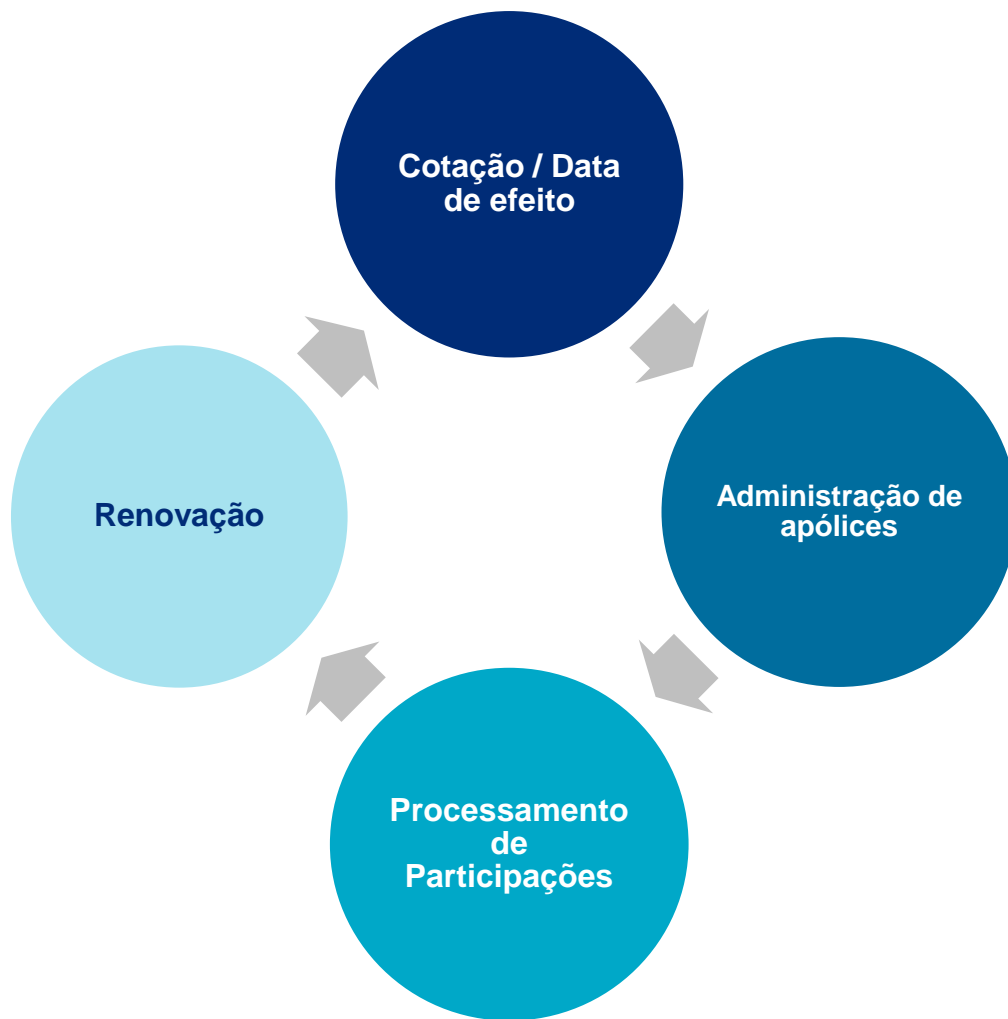 Cotação / Data
de efeito
Administração de
apólices
Renovação
Processamento
de
Participações